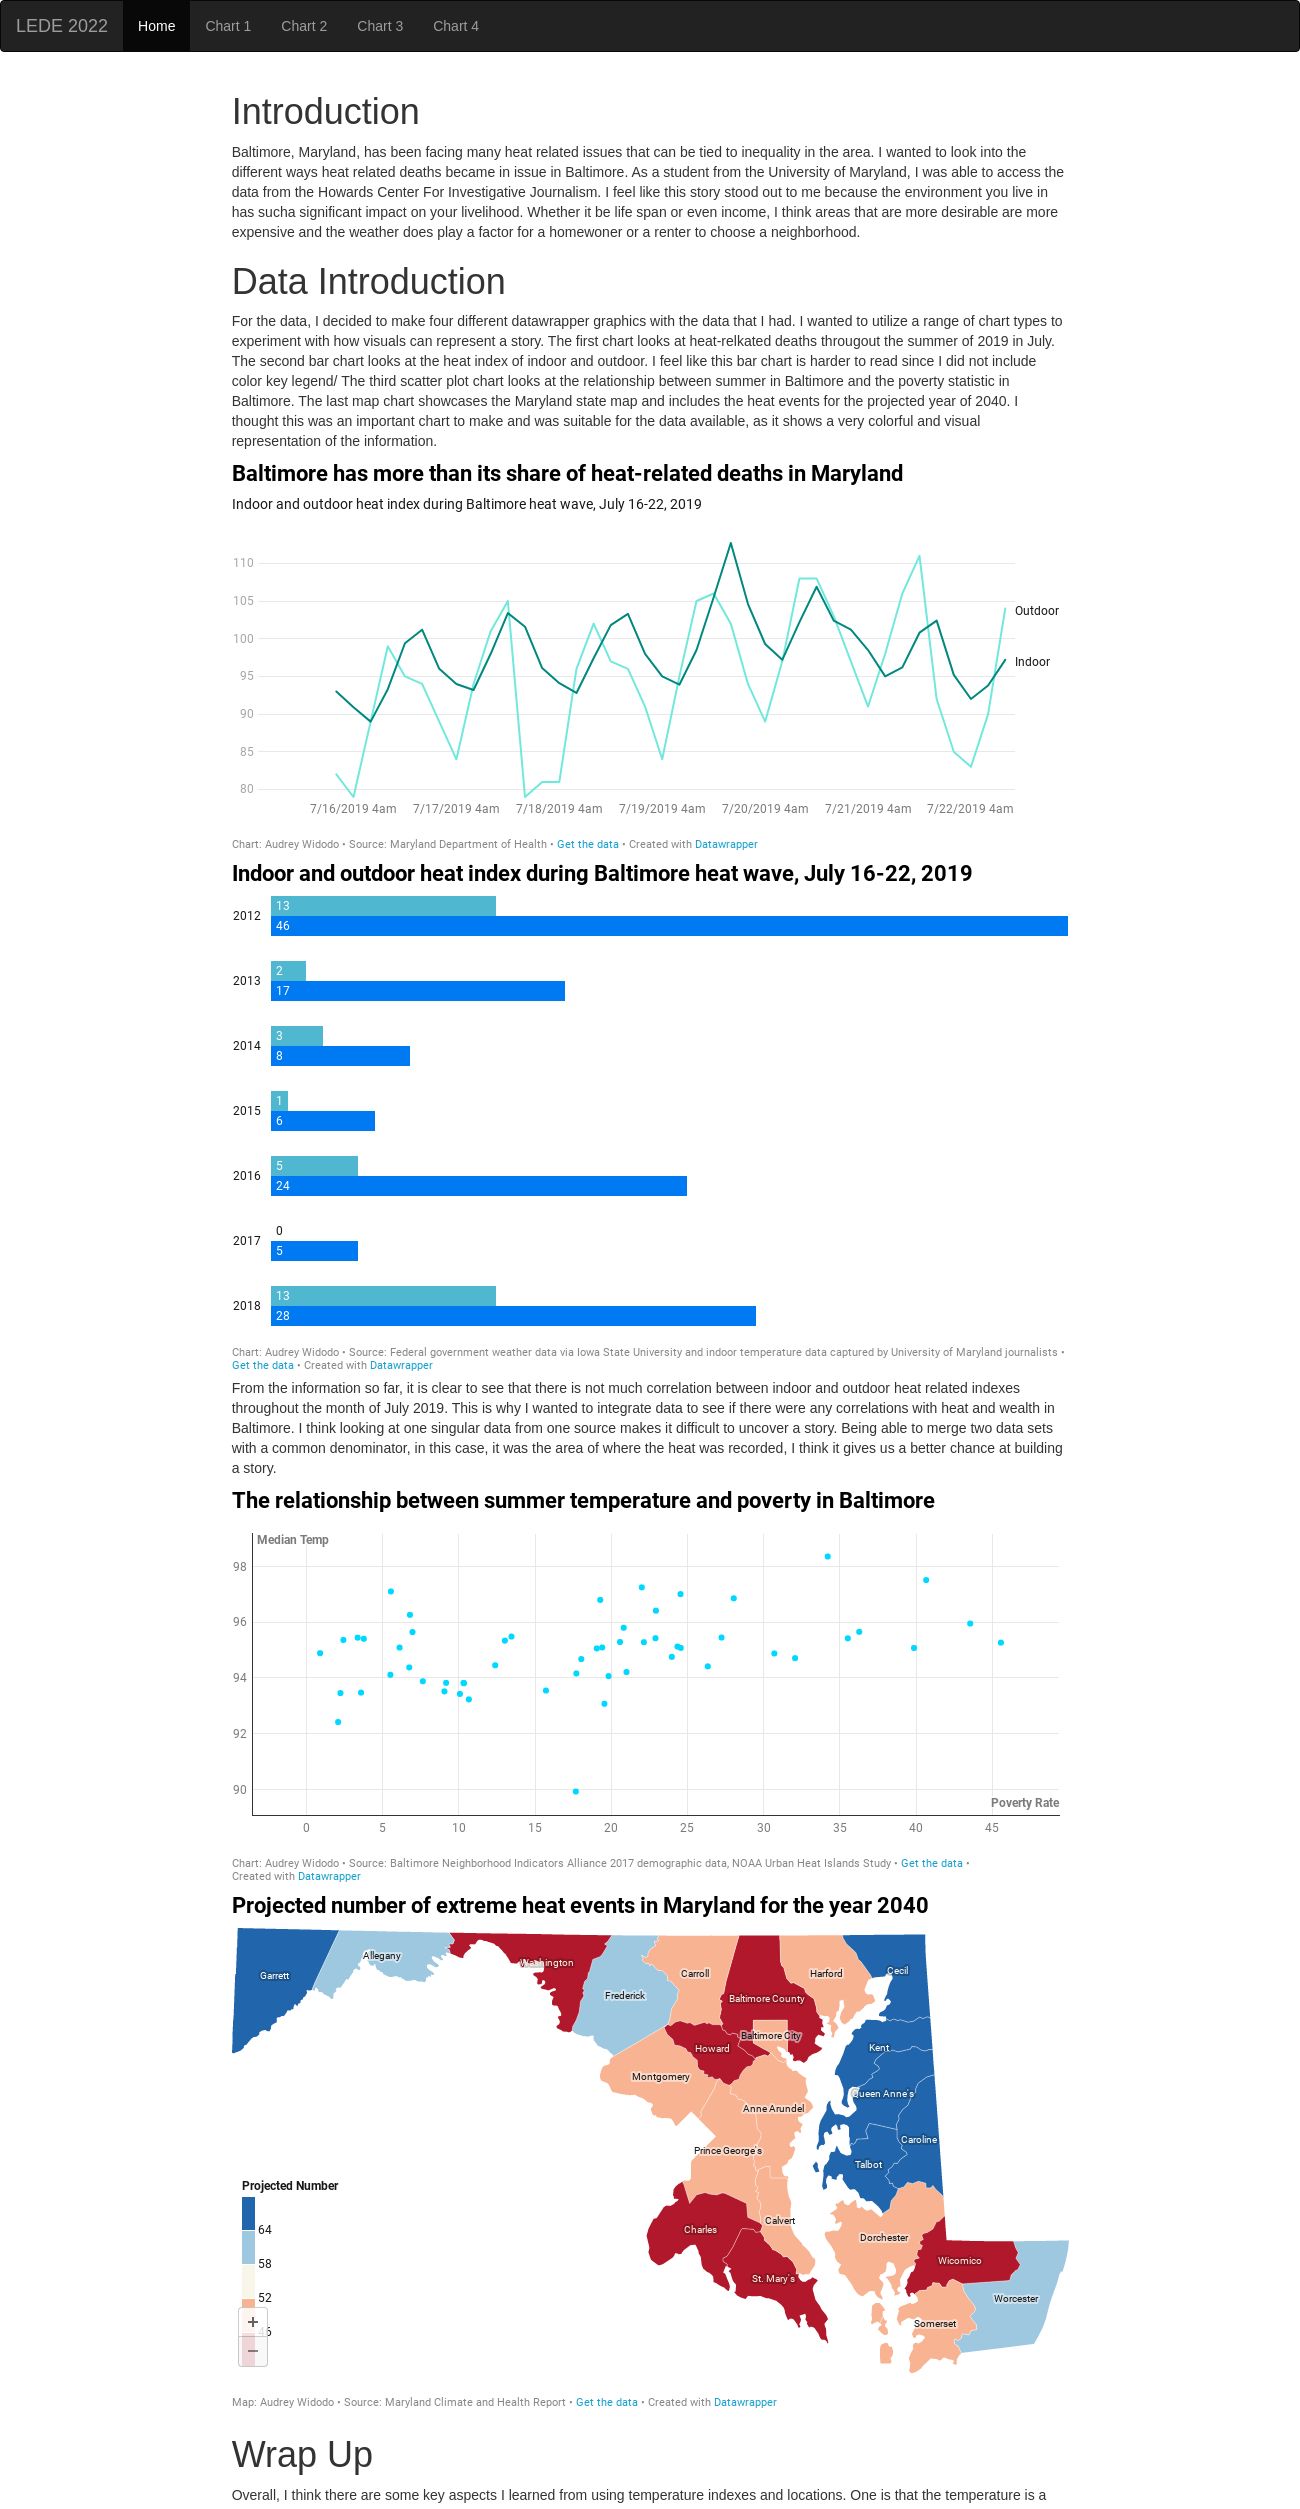 LEDE 2022 Home Chart 1 Chart 2 Chart 3 Chart 4
Introduction
Baltimore, Maryland, has been facing many heat related issues that can be tied to inequality in the area. I wanted to look into the
different ways heat related deaths became in issue in Baltimore. As a student from the University of Maryland, I was able to access the
data from the Howards Center For Investigative Journalism. I feel like this story stood out to me because the environment you live in
has sucha significant impact on your livelihood. Whether it be life span or even income, I think areas that are more desirable are more
expensive and the weather does play a factor for a homewoner or a renter to choose a neighborhood.
Data Introduction
For the data, I decided to make four different datawrapper graphics with the data that I had. I wanted to utilize a range of chart types to
experiment with how visuals can represent a story. The first chart looks at heat-relkated deaths througout the summer of 2019 in July.
The second bar chart looks at the heat index of indoor and outdoor. I feel like this bar chart is harder to read since I did not include
color key legend/ The third scatter plot chart looks at the relationship between summer in Baltimore and the poverty statistic in
Baltimore. The last map chart showcases the Maryland state map and includes the heat events for the projected year of 2040. I
thought this was an important chart to make and was suitable for the data available, as it shows a very colorful and visual
representation of the information.
Baltimore has more than its share of heat-related deaths in Maryland
Indoor and outdoor heat index during Baltimore heat wave, July 16-22, 2019
110
105
Outdoor
100
Indoor
95
90
85
80
7/16/2019 4am 7/17/2019 4am 7/18/2019 4am 7/19/2019 4am 7/20/2019 4am 7/21/2019 4am 7/22/2019 4am
Chart: Audrey Widodo • Source: Maryland Department of Health • Get the data • Created with Datawrapper
Indoor and outdoor heat index during Baltimore heat wave, July 16-22, 2019
2012 13
46
2013 2
17
2014 3
8
2015 1
6
2016 5
24
2017 0
5
2018 13
28
Chart: Audrey Widodo • Source: Federal government weather data via Iowa State University and indoor temperature data captured by University of Maryland journalists •
Get the data • Created with Datawrapper
From the information so far, it is clear to see that there is not much correlation between indoor and outdoor heat related indexes
throughout the month of July 2019. This is why I wanted to integrate data to see if there were any correlations with heat and wealth in
Baltimore. I think looking at one singular data from one source makes it difficult to uncover a story. Being able to merge two data sets
with a common denominator, in this case, it was the area of where the heat was recorded, I think it gives us a better chance at building
a story.
The relationship between summer temperature and poverty in Baltimore
Median Temp
98
96
94
92
90
Poverty Rate
0 5 10 15 20 25 30 35 40 45
Chart: Audrey Widodo • Source: Baltimore Neighborhood Indicators Alliance 2017 demographic data, NOAA Urban Heat Islands Study • Get the data •
Created with Datawrapper
Projected number of extreme heat events in Maryland for the year 2040
Allegany
Washington
Garrett
Carroll
Harford
Cecil
Frederick
Baltimore County
Baltimore City
Howard
Kent
Montgomery
Queen Anne's
Anne Arundel
Caroline
Prince George's
Talbot
Calvert
Charles
Dorchester
Wicomico
St. Mary's
Worcester
Somerset
Projected Number
64
58
52
+
46
−
Map: Audrey Widodo • Source: Maryland Climate and Health Report • Get the data • Created with Datawrapper
Wrap Up
Overall, I think there are some key aspects I learned from using temperature indexes and locations. One is that the temperature is a